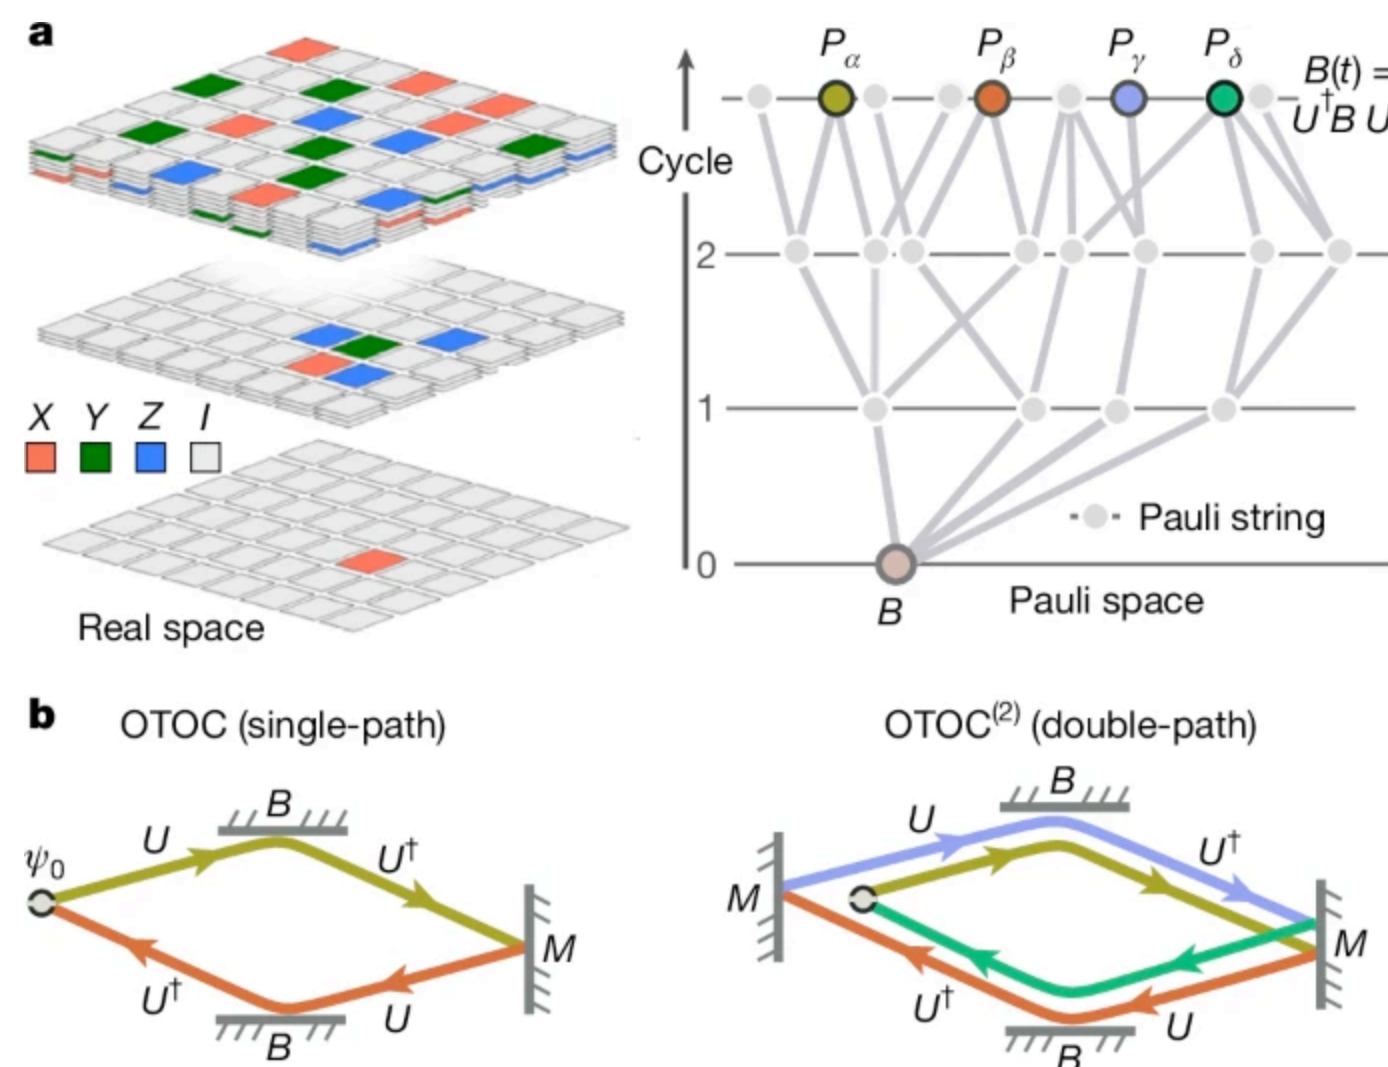 a
Pα Pβ Pγ Pδ
B(t) =
U†B U
Cycle
2
X Y Z I
1
Pauli string
0
B
Pauli space
Real space
b
OTOC (single-path)
OTOC(2) (double-path)
B
U
U†
ψ0
M
U†
U
B
B
U
U†
M
M
U†
U
B